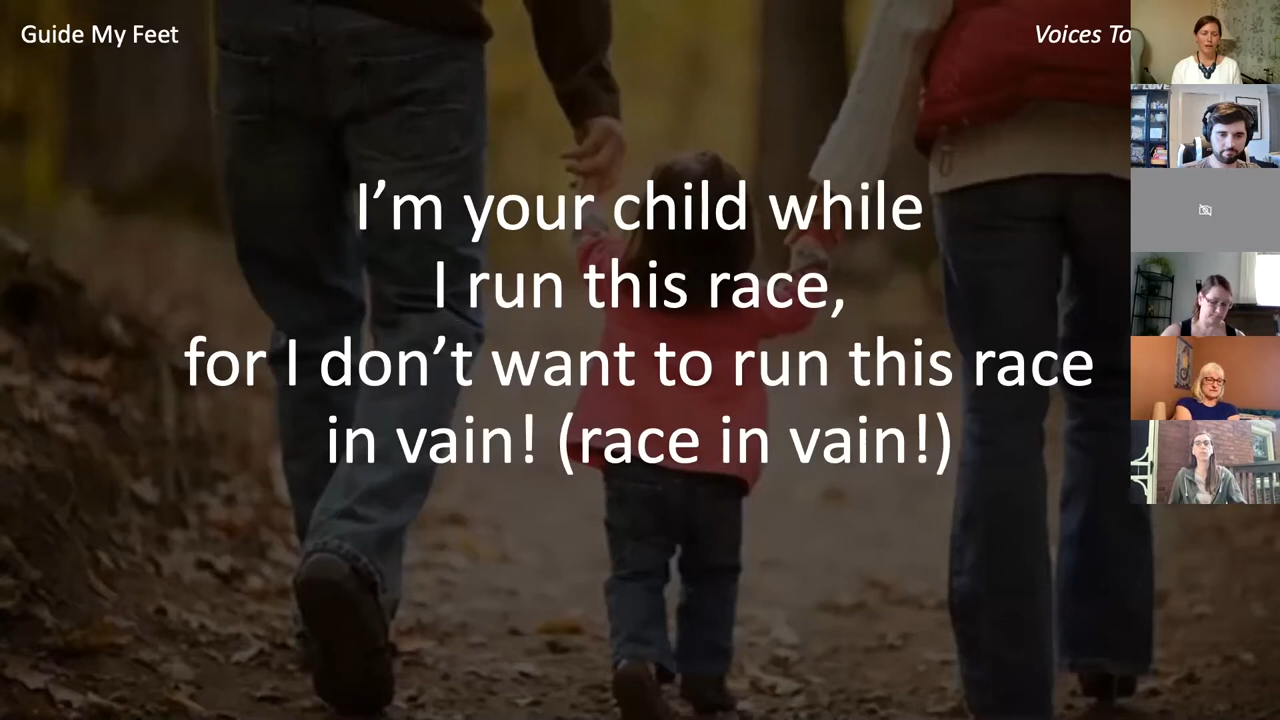 Guide My Feet
Voices To
I'm your child while
I run this race,
for I don't want to run this race
in vain! (race in vain!)
LOVE